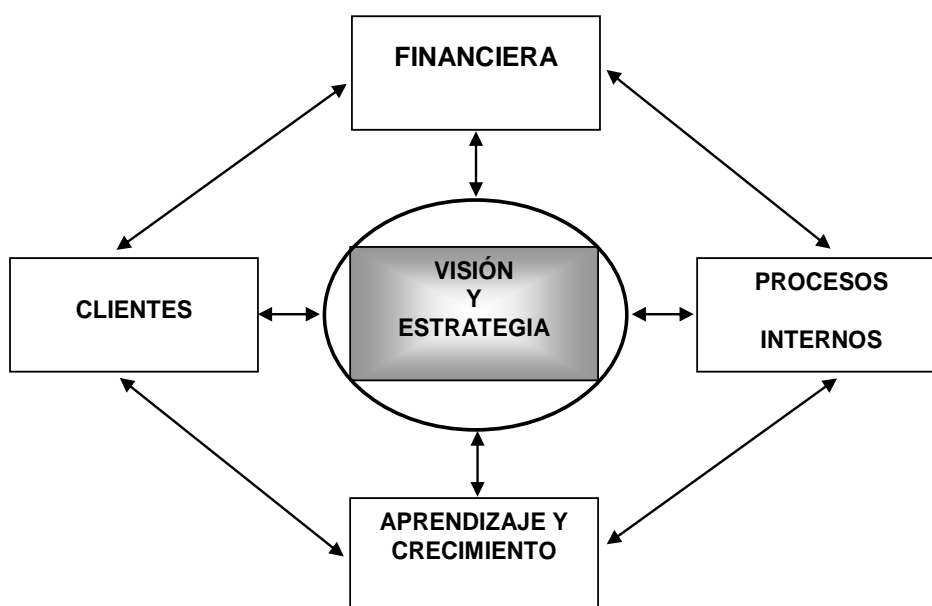 FINANCIERA
CLIENTES
VISIÓN
Y
ESTRATEGIA
PROCESOS
INTERNOS
APRENDIZAJE Y
CRECIMIENTO